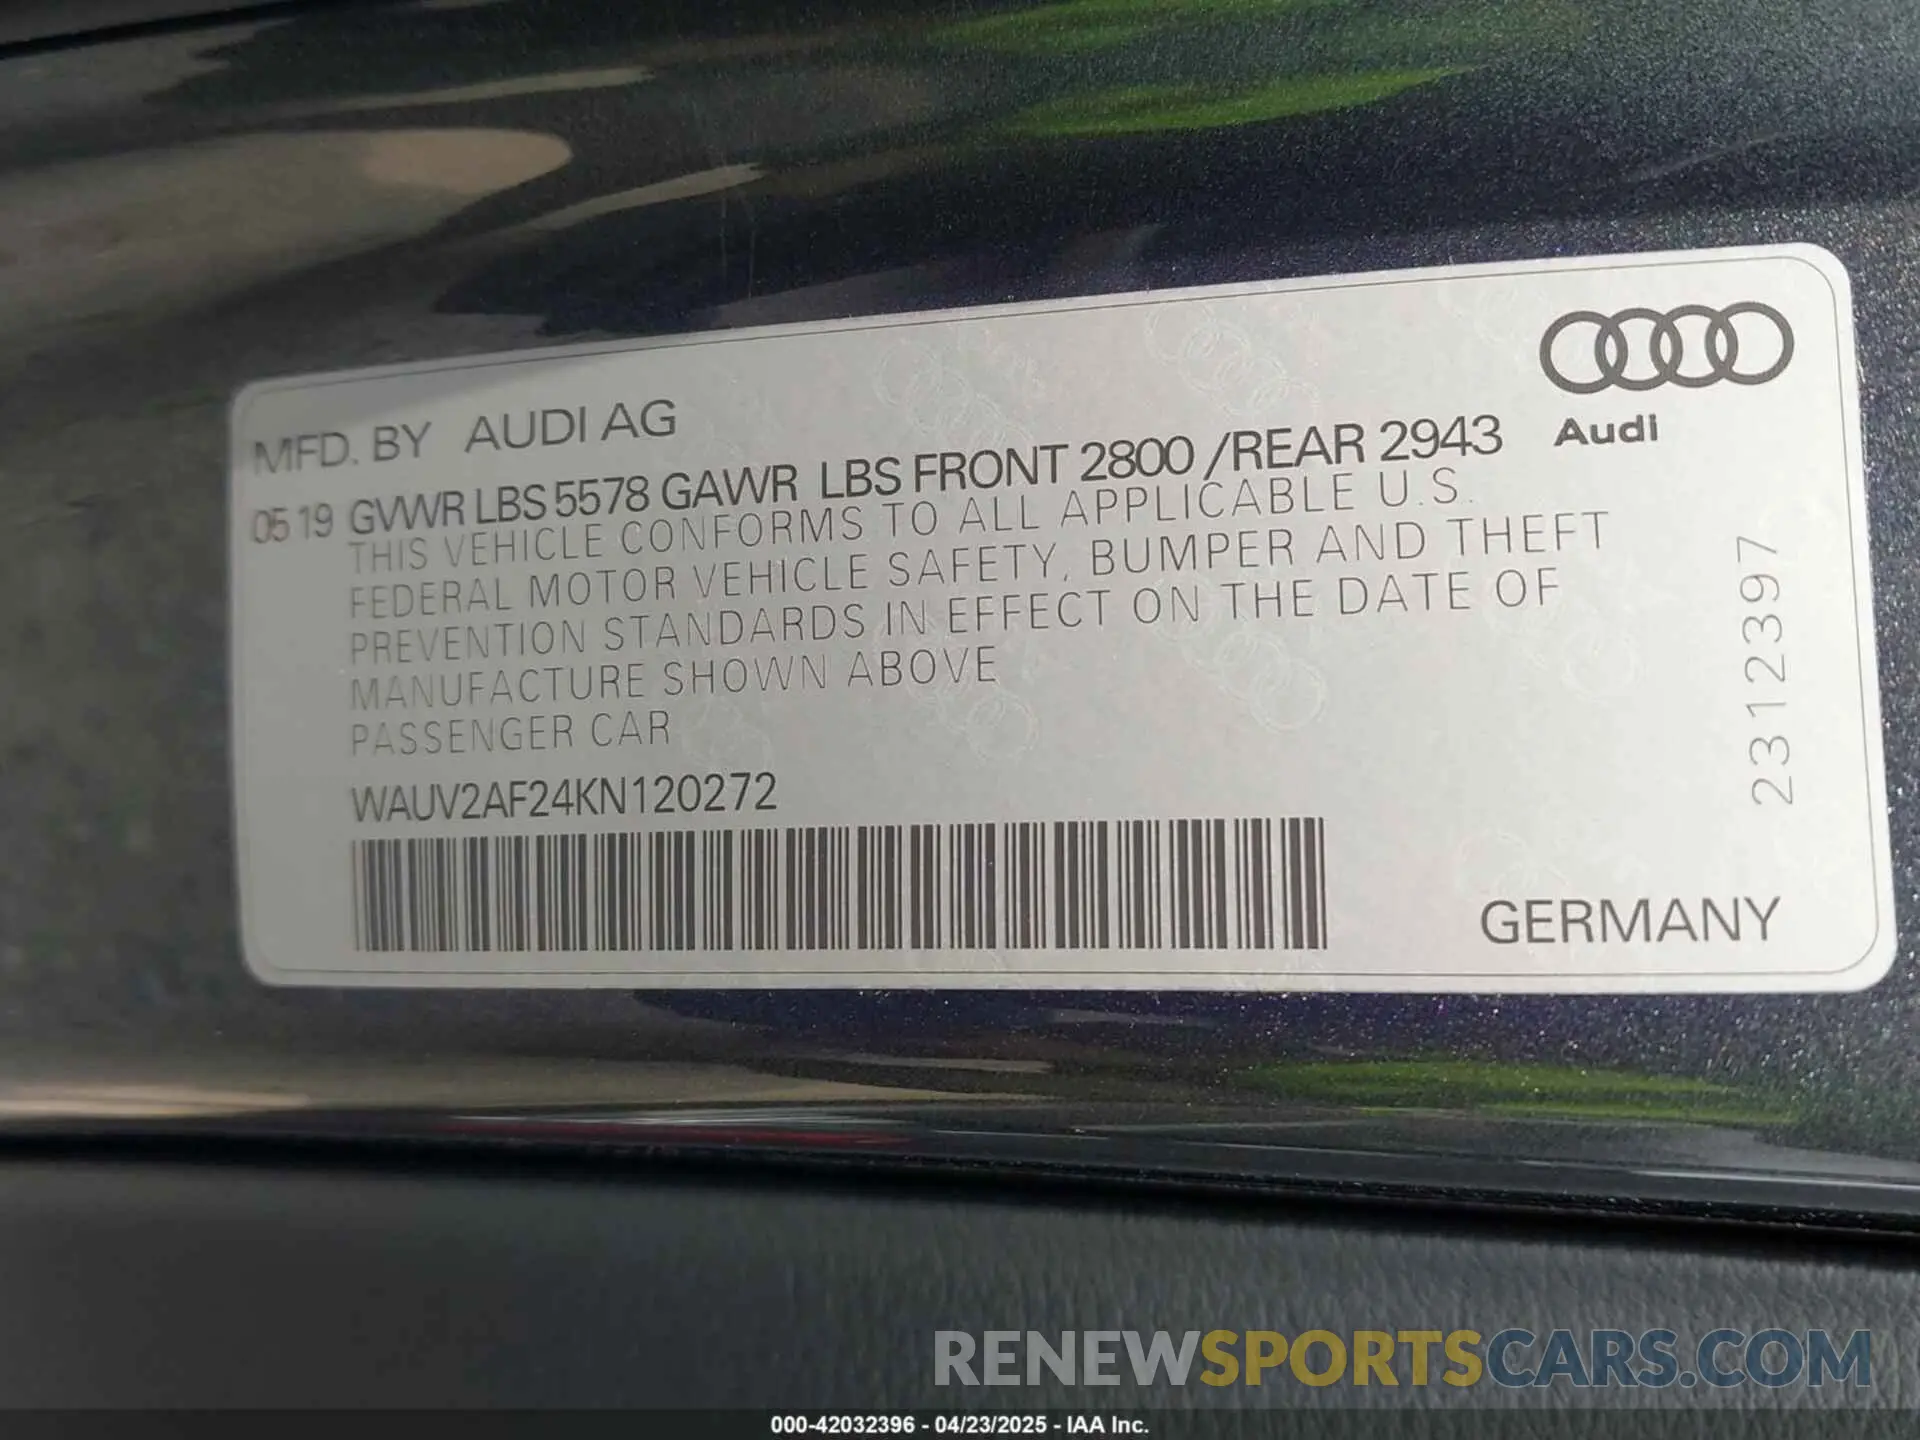 MFD. BY AUDI AG
0519 GVWR LBS 5578 GAWR LBS FRONT 2800 /REAR 2943
Audi
THIS VEHICLE CONFORMS TO ALL APPLICABLE U.S.
FEDERAL MOTOR VEHICLE SAFETY, BUMPER AND THEFT
PREVENTION STANDARDS IN EFFECT ON THE DATE OF
MANUFACTURE SHOWN ABOVE
PASSENGER CAR
WAUV2AF24KN120272
2312397
GERMANY
RENEWSPORTSCARS.COM
000-42032396 - 04/23/2025 - IAA Inc.